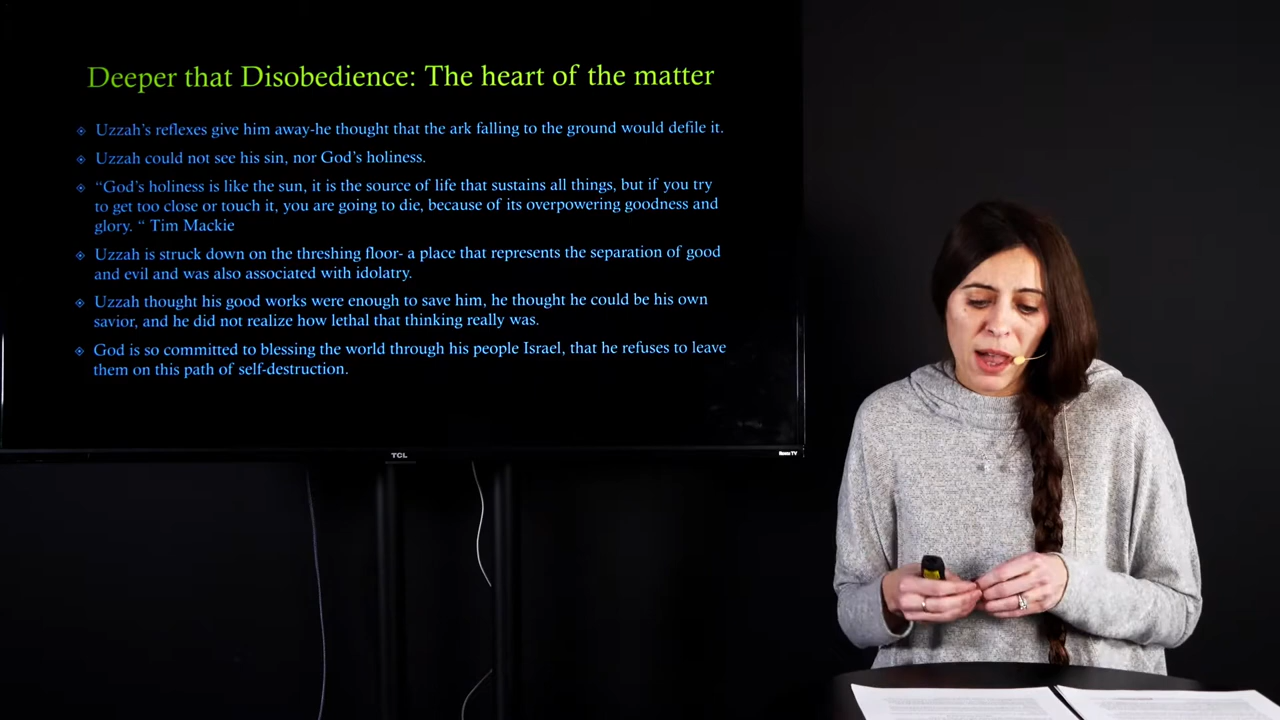 Deeper that Disobedience: The heart of the matter
Uzzah's reflexes give him away-he thought that the ark falling to the ground would defile it.
Uzzah could not see his sin, nor God's holiness.
“God's holiness is like the sun, it is the source of life that sustains all things, but if you try
to get too close or touch it, you are going to die, because of its overpowering goodness and
glory. “ Tim Mackie
Uzzah is struck down on the threshing floor- a place that represents the separation of good
and evil and was also associated with idolatry.
Uzzah thought his good works were enough to save him, he thought he could be his own
savior, and he did not realize how lethal that thinking really was.
God is so committed to blessing the world through his people Israel, that he refuses to leave
them on this path of self-destruction.
TCL
Roku TV